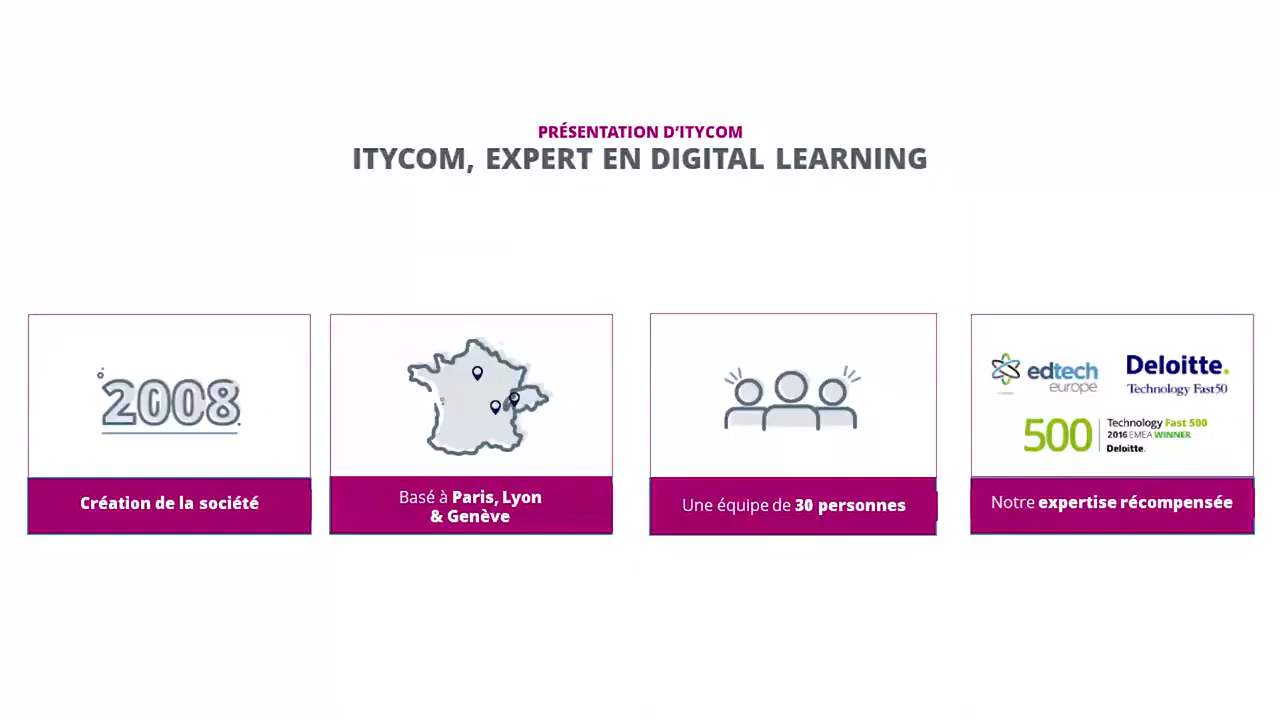 PRÉSENTATION D’ITYCOM
ITYCOM, EXPERT EN DIGITAL LEARNING
2008
Création de la société
Basé à Paris, Lyon
& Genève
Une équipe de 30 personnes
edtech
europe
Deloitte.
Technology Fast50
500
Technology Fast 500
2016 EMEA WINNER
Deloitte.
Notre expertise récompensée